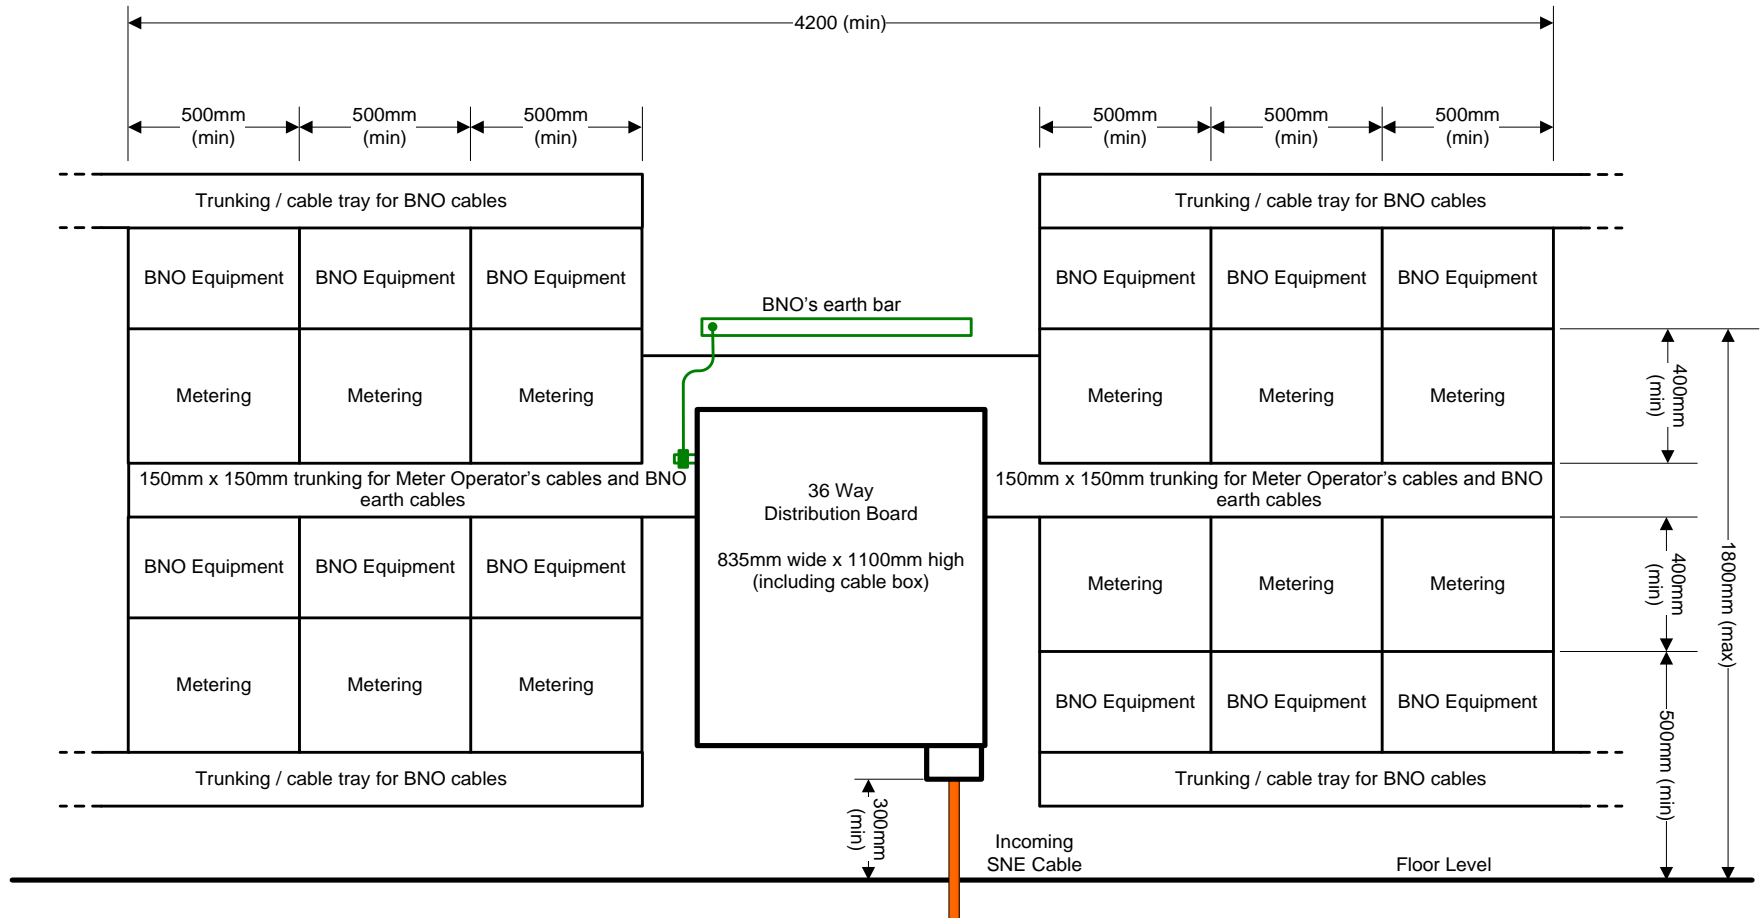 4200 (min)
500mm
(min)
500mm
(min)
500mm
(min)
500mm
(min)
500mm
(min)
500mm
(min)
Trunking / cable tray for BNO cables
Trunking / cable tray for BNO cables
BNO Equipment
BNO Equipment
BNO Equipment
BNO Equipment
BNO Equipment
BNO Equipment
BNO’s earth bar
Metering
Metering
Metering
Metering
Metering
Metering
400mm
(min)
150mm x 150mm trunking for Meter Operator’s cables and BNO
earth cables
150mm x 150mm trunking for Meter Operator’s cables and BNO
earth cables
36 Way
Distribution Board
835mm wide x 1100mm high
(including cable box)
BNO Equipment
BNO Equipment
BNO Equipment
Metering
Metering
Metering
400mm
(min)
1800mm (max)
Metering
Metering
Metering
BNO Equipment
BNO Equipment
BNO Equipment
500mm (min)
Trunking / cable tray for BNO cables
Trunking / cable tray for BNO cables
300mm
(min)
Incoming
SNE Cable
Floor Level